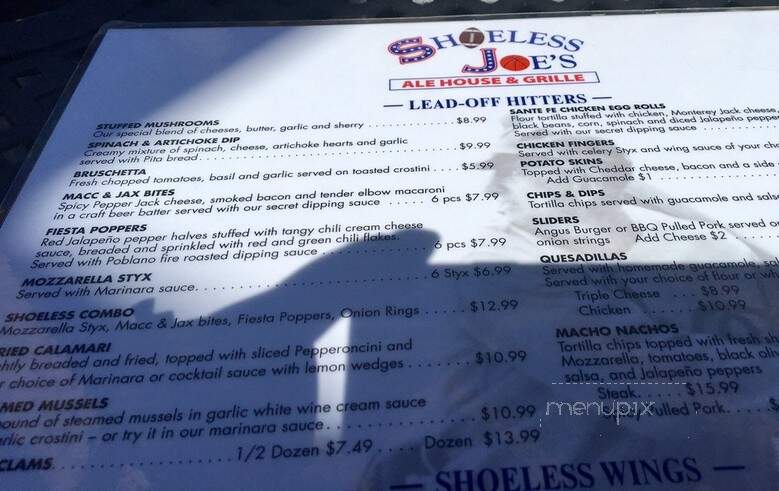 SHOELESS
JOE'S
ALE HOUSE & GRILLE
— LEAD-OFF HITTERS —
STUFFED MUSHROOMS
Our special blend of cheeses, butter, garlic and sherry $8.99
SPINACH & ARTICHOKE DIP
Creamy mixture of spinach, cheese, artichoke hearts and garlic
served with Pita bread $9.99
BRUSCHETTA
Fresh chopped tomatoes, basil and garlic served on toasted crostini $5.99
MACC & JAX BITES
Spicy Pepper Jack cheese, smoked bacon and tender elbow macaroni
in a craft beer batter served with our secret dipping sauce 6 pcs $7.99
FIESTA POPPERS
Red Jalapeño pepper halves stuffed with tangy chili cream cheese
sauce, breaded and sprinkled with red and green chili flakes.
Served with Poblano fire roasted dipping sauce 6 pcs $7.99
MOZZARELLA STYX
Served with Marinara sauce 6 Styx $6.99
SHOELESS COMBO
Mozzarella Styx, Macc & Jax bites, Fiesta Poppers, Onion Rings $12.99
RIED CALAMARI
htly breaded and fried, topped with sliced Pepperoncini and
r choice of Marinara or cocktail sauce with lemon wedges $10.99
MED MUSSELS
ound of steamed mussels in garlic white wine cream sauce
rlic crostini – or try it in our marinara sauce $10.99
CLAMS 1/2 Dozen $7.49 Dozen $13.99
SANTE FE CHICKEN EGG ROLLS
Flour tortilla stuffed with chicken, Monterey Jack cheese,
black beans, corn, spinach and diced Jalapeño pepper
Served with our secret dipping sauce
CHICKEN FINGERS
Served with celery Styx and wing sauce of your ch
POTATO SKINS
Topped with Cheddar cheese, bacon and a side
Add Guacamole $1
CHIPS & DIPS
Tortilla chips served with guacamole and sals
SLIDERS
Angus Burger or BBQ Pulled Pork served o
onion strings Add Cheese $2
QUESADILLAS
Served with homemade guacamole, sal
Served with your choice of flour or wh
Triple Cheese $8.99
Chicken $10.99
MACHO NACHOS
Tortilla chips topped with fresh sh
Mozzarella, tomatoes, black oli
salsa, and Jalapeño peppers
Steak $15.99
Pulled Pork $
menupix
— SHOELESS WINGS —